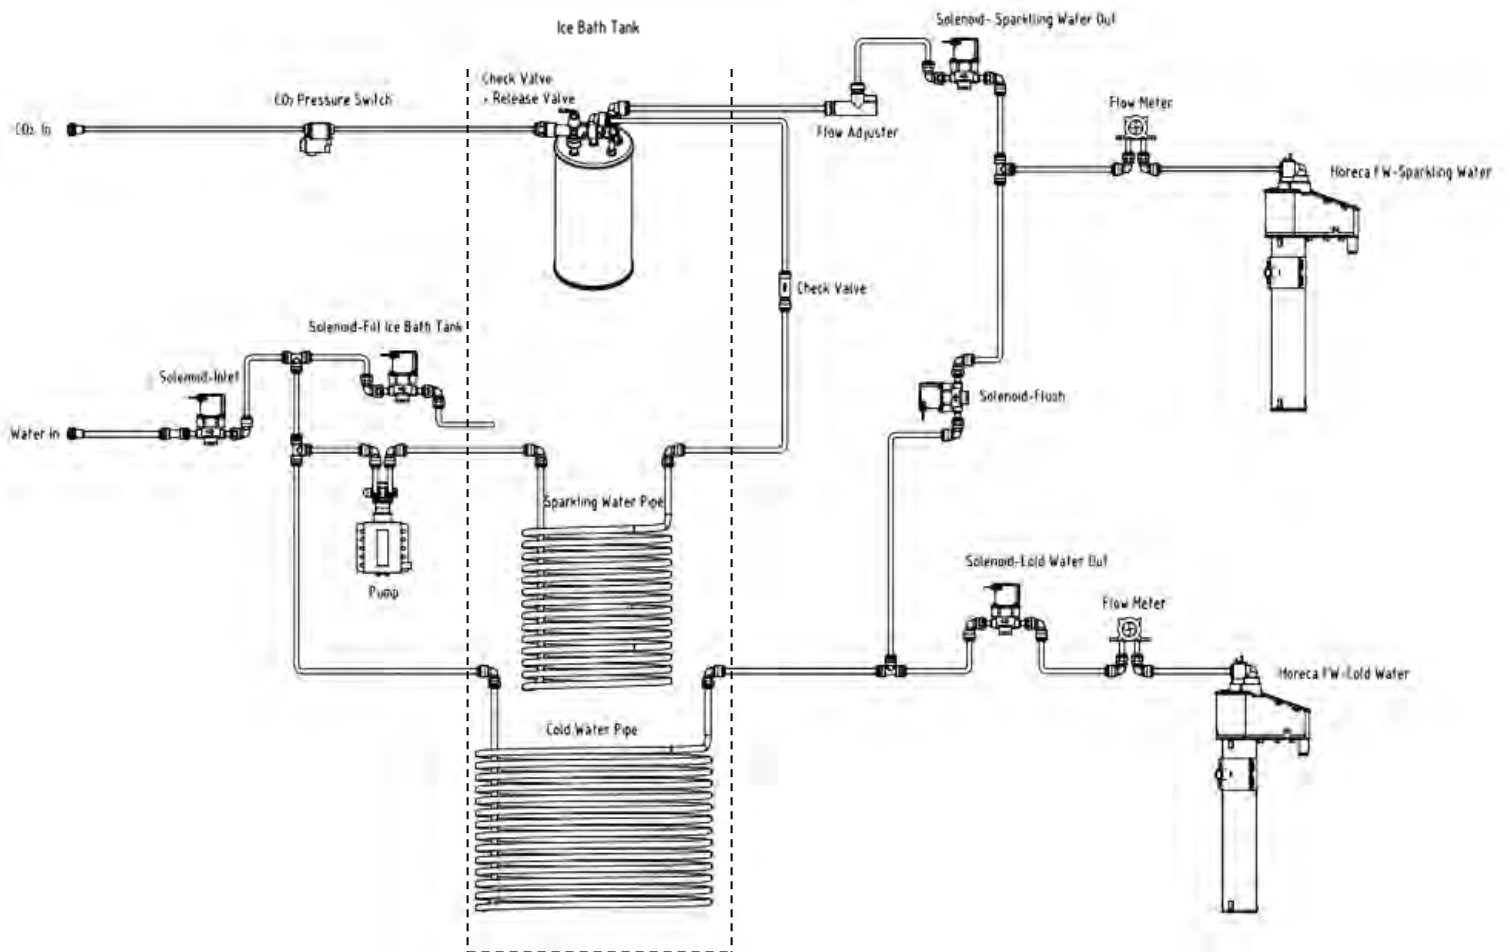 Ice Bath Tank
Solenoid-Sparkling Water Out
Check Valve
+ Release Valve
CO₂ Pressure Switch
Flow Meter
CO₂ In
Flow Adjuster
Horeca FW-Sparkling Water
Check Valve
Solenoid-Fill Ice Bath Tank
Solenoid-Inlet
Solenoid-Flush
Water In
Sparkling Water Pipe
Solenoid-Cold Water Out
Pump
Flow Meter
Horeca FW-Cold Water
Cold Water Pipe